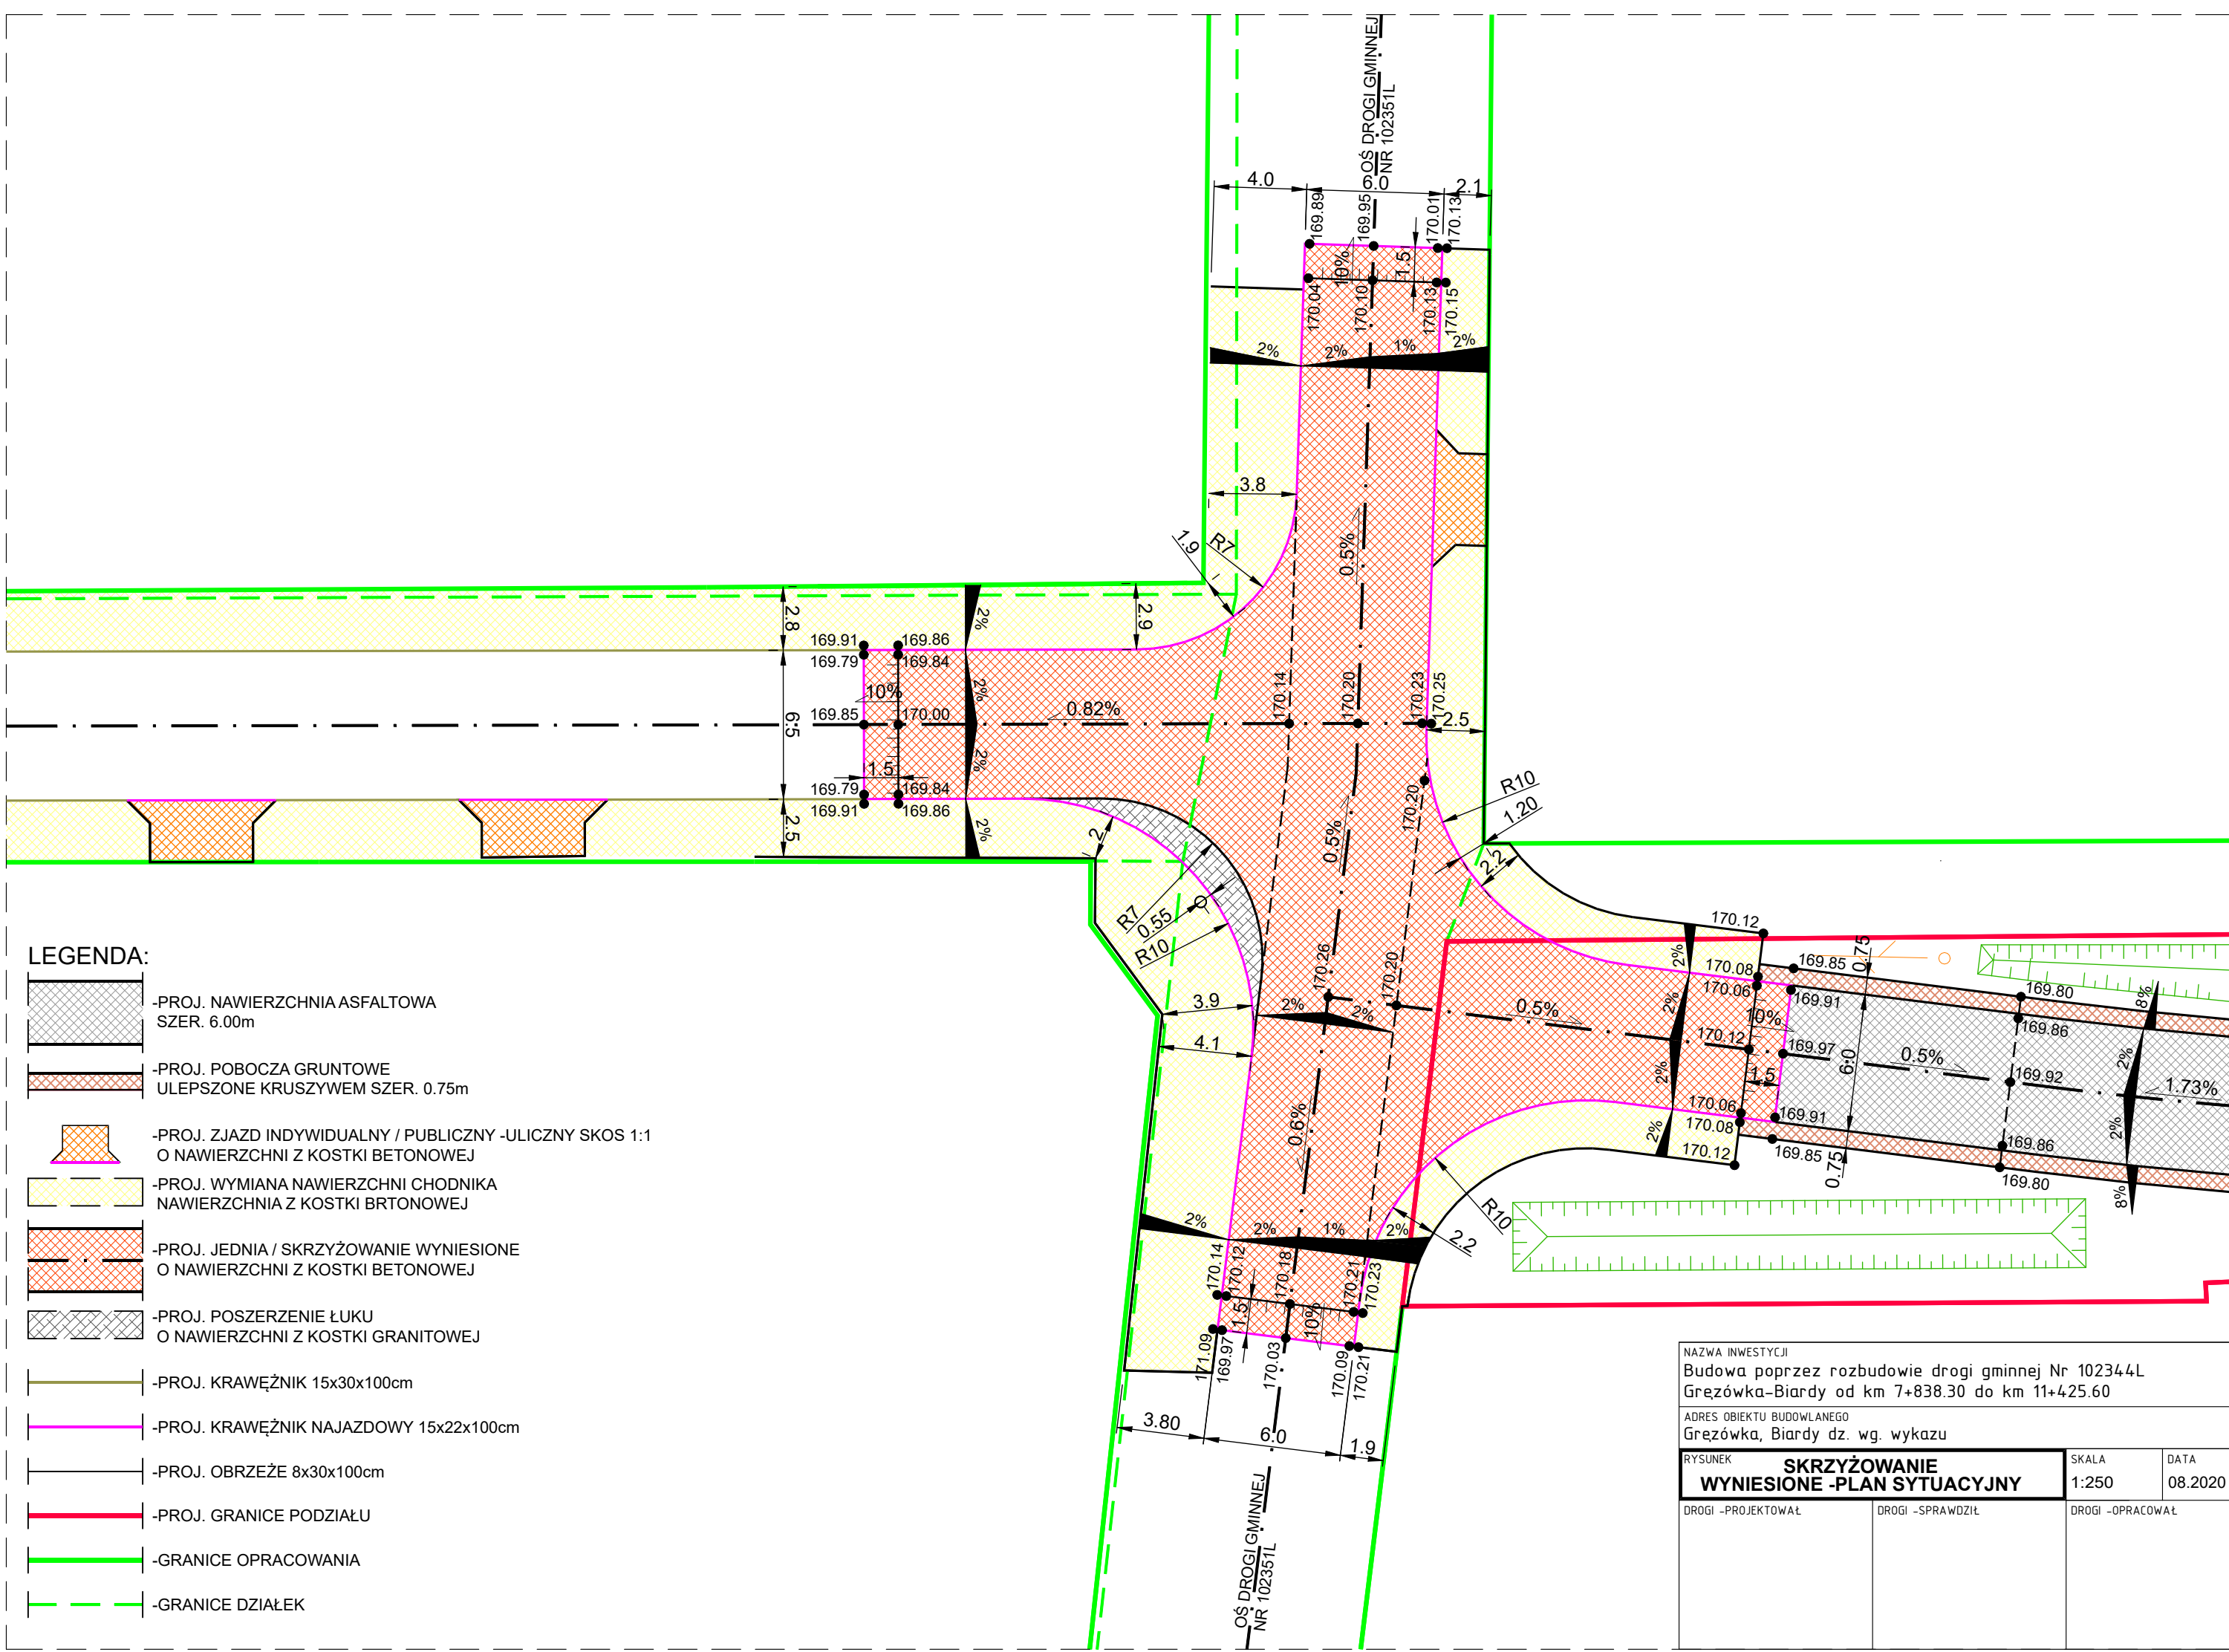 OŚ DROGI GMINNEJ
NR 102351L
4.0
6.0
2.1
169.89
169.95
170.01
170.13
10%
1.5
170.04
170.10
170.13
170.15
2%
2%
1%
2%
3.8
1.9
R7
0.5%
2.8
2%
2.9
169.91
169.86
169.79
169.84
10%
2%
6.5
169.85
170.00
0.82%
170.14
170.20
170.23
170.25
2.5
2%
1.5
169.79
169.84
169.91
169.86
2.5
2%
2
170.20
0.5%
R10
1.20
2.2
R7
0.55
R10
170.12
2%
170.08
169.85
0.75
170.06
169.91
169.80
8%
169.86
170.26
170.20
3.9
2%
2%
0.5%
2%
10%
170.12
169.97
6.0
0.5%
2%
4.1
2%
1.5
169.92
1.73%
170.06
169.91
170.08
2%
2%
169.86
170.12
169.85
0.75
169.80
8%
0.6%
R10
2.2
2%
2%
1%
2%
170.14
170.12
170.18
170.21
170.23
1.5
10%
171.09
169.97
170.03
170.09
170.21
3.80
6.0
1.9
OŚ DROGI GMINNEJ
NR 102351L
LEGENDA:
-PROJ. NAWIERZCHNIA ASFALTOWA
SZER. 6.00m
-PROJ. POBOCZA GRUNTOWE
ULEPSZONE KRUSZYWEM SZER. 0.75m
-PROJ. ZJAZD INDYWIDUALNY / PUBLICZNY -ULICZNY SKOS 1:1
O NAWIERZCHNI Z KOSTKI BETONOWEJ
-PROJ. WYMIANA NAWIERZCHNI CHODNIKA
NAWIERZCHNIA Z KOSTKI BRTONOWEJ
-PROJ. JEDNIA / SKRZYŻOWANIE WYNIESIONE
O NAWIERZCHNI Z KOSTKI BETONOWEJ
-PROJ. POSZERZENIE ŁUKU
O NAWIERZCHNI Z KOSTKI GRANITOWEJ
-PROJ. KRAWĘŻNIK 15x30x100cm
-PROJ. KRAWĘŻNIK NAJAZDOWY 15x22x100cm
-PROJ. OBRZEŻE 8x30x100cm
-PROJ. GRANICE PODZIAŁU
-GRANICE OPRACOWANIA
-GRANICE DZIAŁEK
NAZWA INWESTYCJI
Budowa poprzez rozbudowie drogi gminnej Nr 102344L
Gręzówka-Biardy od km 7+838.30 do km 11+425.60
ADRES OBIEKTU BUDOWLANEGO
Gręzówka, Biardy dz. wg. wykazu
RYSUNEK
SKRZYŻOWANIE
WYNIESIONE -PLAN SYTUACYJNY
SKALA
1:250
DATA
08.2020
DROGI -PROJEKTOWAŁ
DROGI -SPRAWDZIŁ
DROGI -OPRACOWAŁ